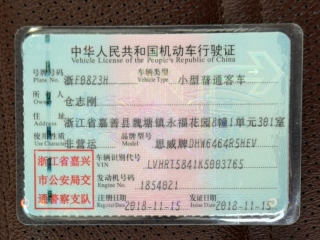 中华人民共和国机动车行驶证
Vehicle License of the People's Republic of China
号牌号码 浙F0823H 车辆类型 小型普通客车
Plate No. Vehicle Type
所有人 仓志刚
Owner
住址 浙江省嘉善县魏塘镇永福花园8幢1单元301室
Address
使用性质 非营运 品牌型号 思威牌DHW6464R5HEV
Use Character Model
浙江省嘉兴
市公安局交
通警察支队
车辆识别代号 LVHRT5841K5003765
VIN
发动机号码 1854021
Engine No.
注册日期 2018-11-15 发证日期 2018-11-15
Register Date Issue Date